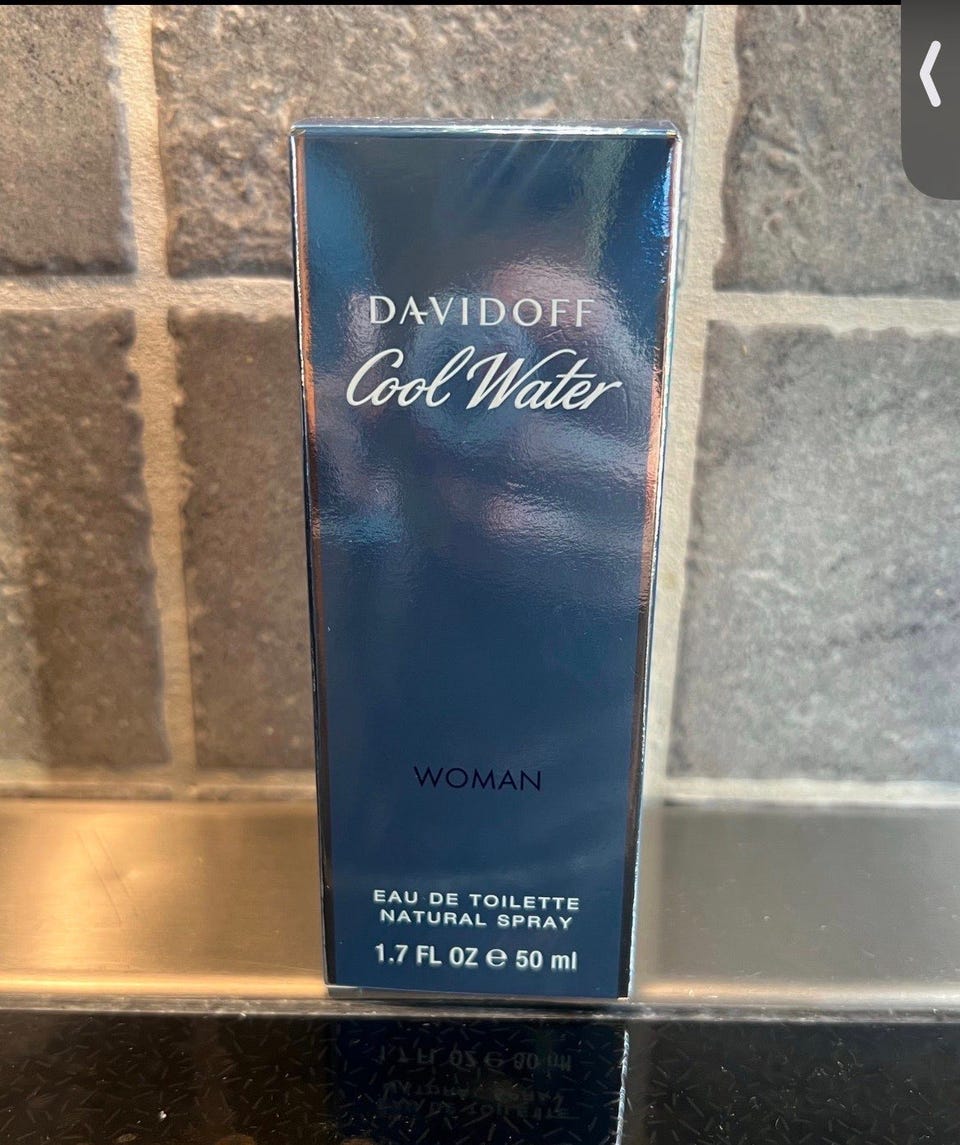 DAVIDOFF
Cool Water
WOMAN
EAU DE TOILETTE
NATURAL SPRAY
1.7 FL OZ ℮ 50 ml